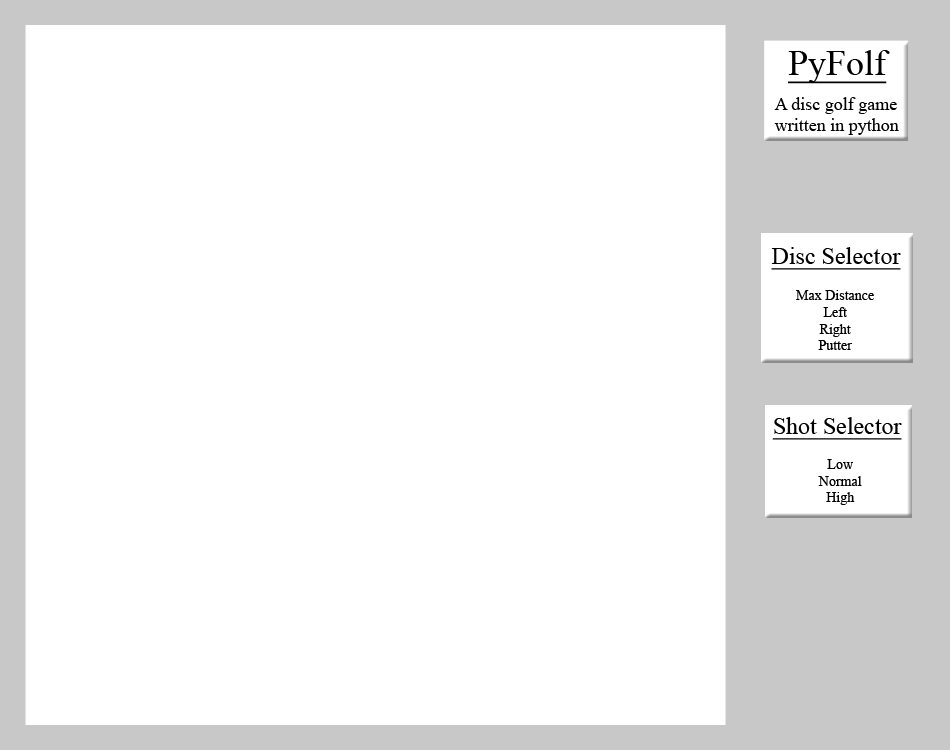 PyFolf
A disc golf game
written in python
Disc Selector
Max Distance
Left
Right
Putter
Shot Selector
Low
Normal
High